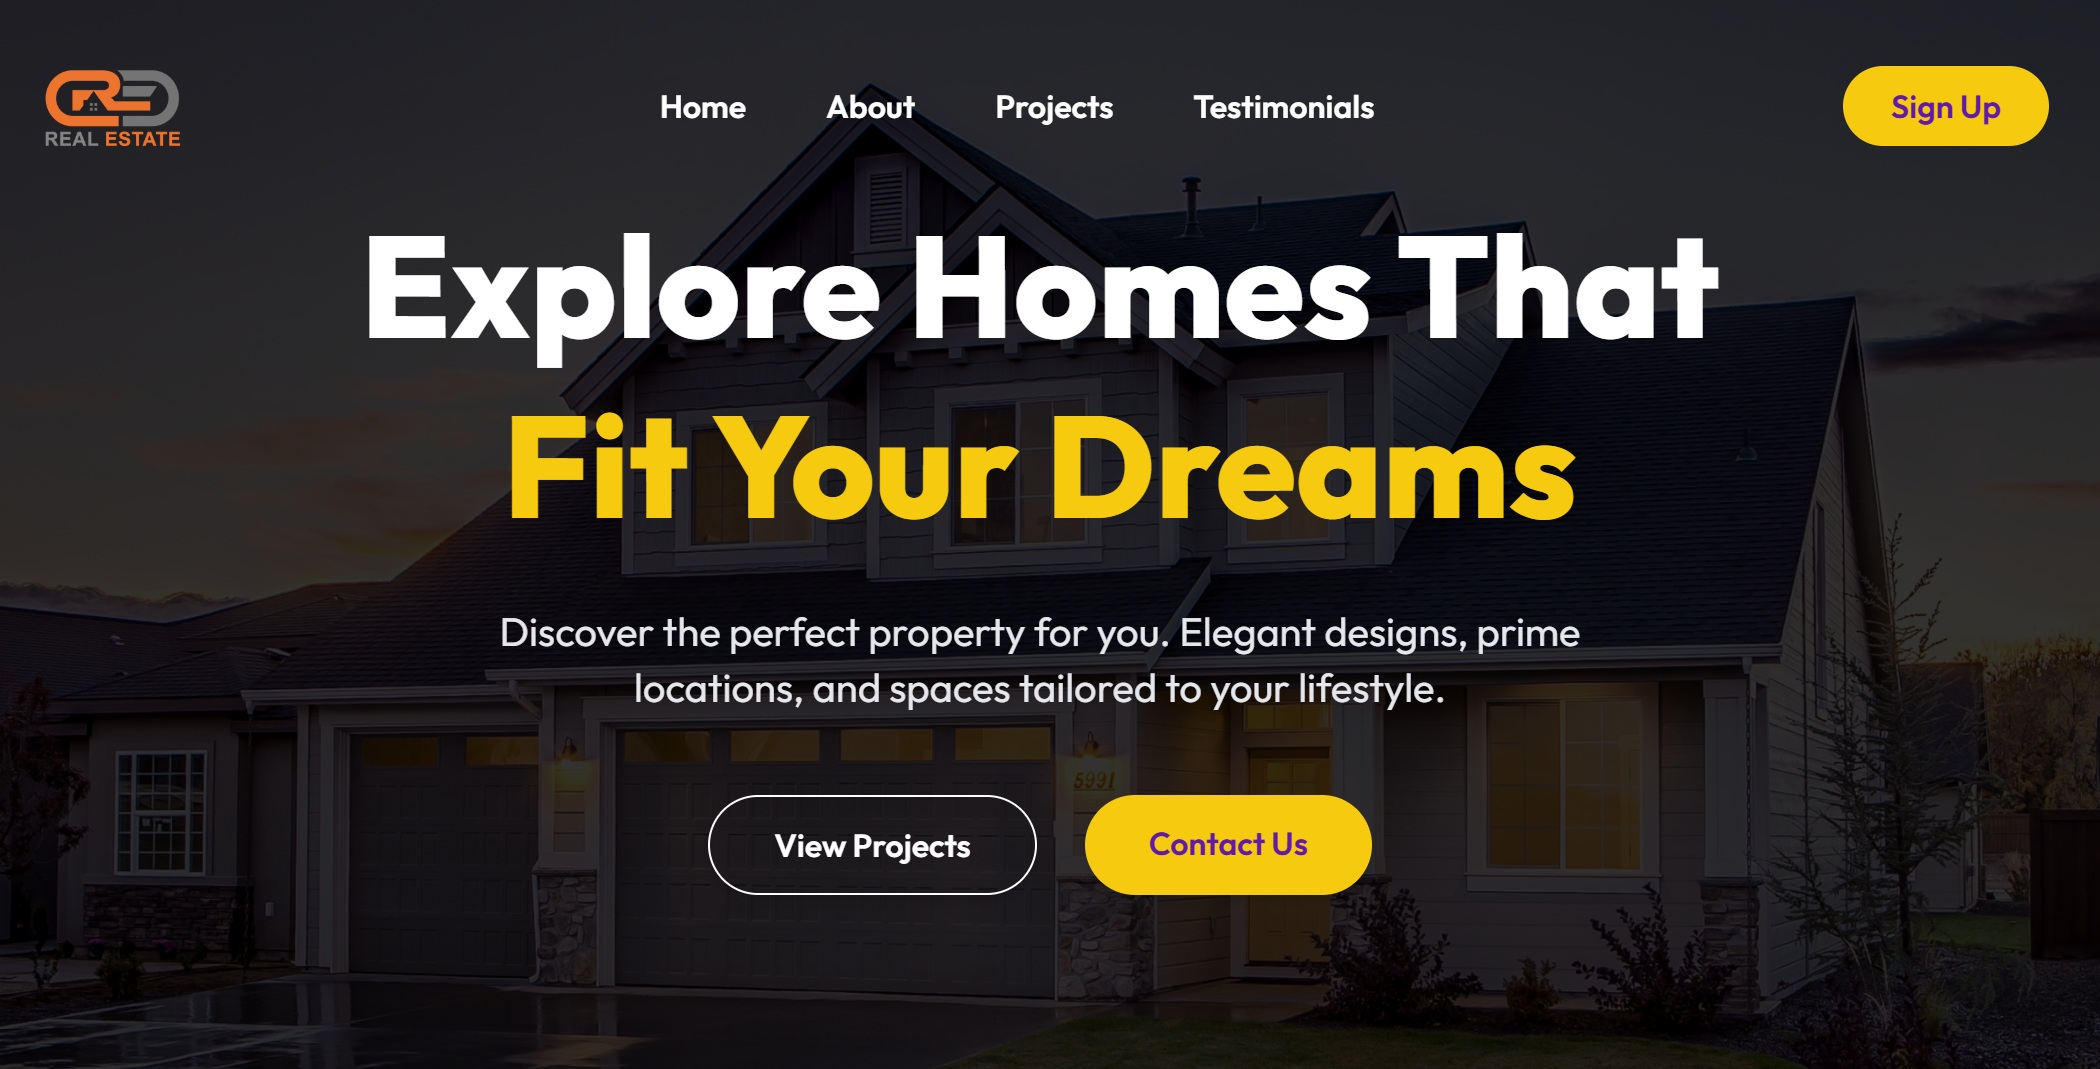 REAL ESTATE
Home
About
Projects
Testimonials
Sign Up
Explore Homes That
Fit Your Dreams
Discover the perfect property for you. Elegant designs, prime
locations, and spaces tailored to your lifestyle.
5991
View Projects
Contact Us